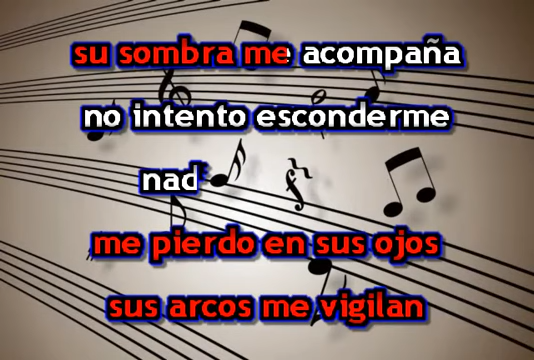 su sombra me acompaña
no intento esconderme
nad
me pierdo en sus ojos
sus arcos me vigilan